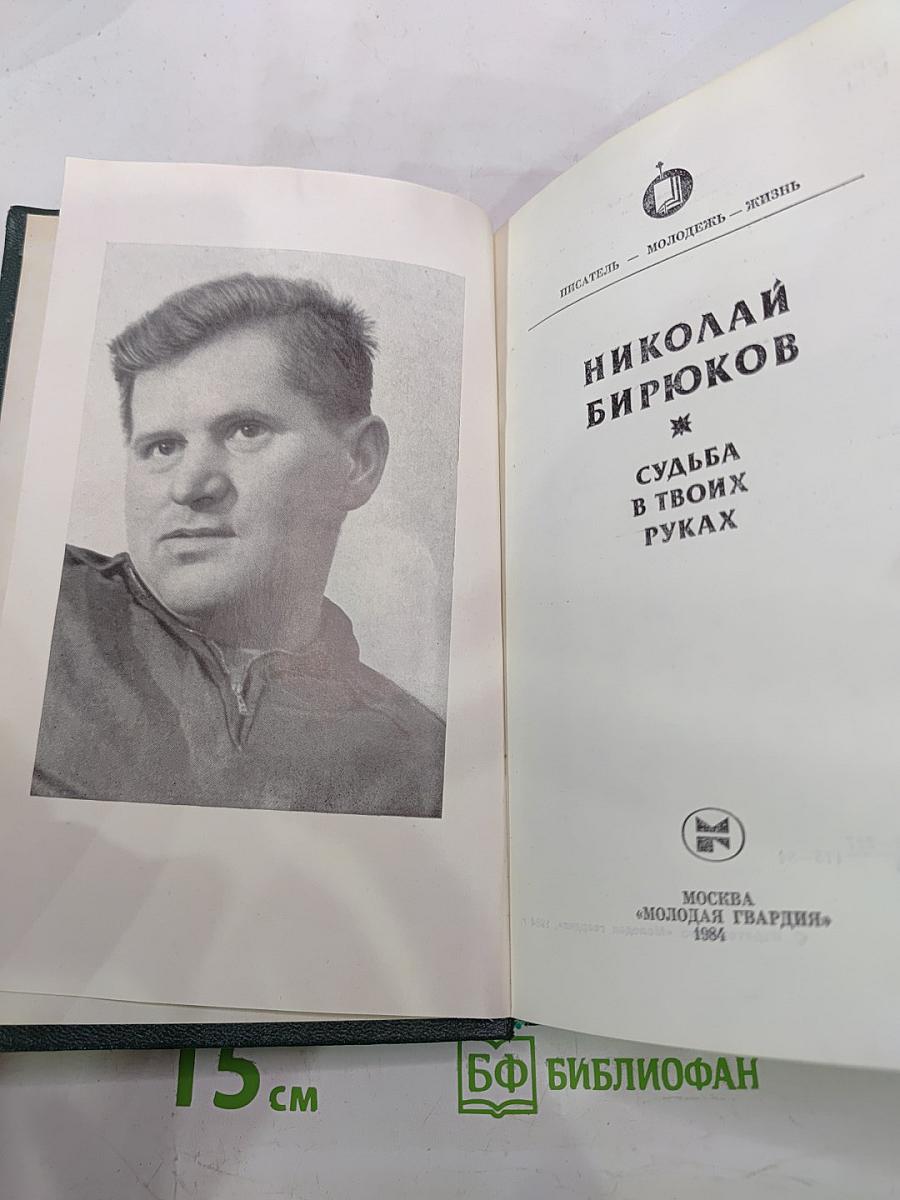 ПИСАТЕЛЬ — МОЛОДЕЖЬ — ЖИЗНЬ
НИКОЛАЙ
БИРЮКОВ
СУДЬБА
В ТВОИХ
РУКАХ
МОСКВА
«МОЛОДАЯ ГВАРДИЯ»
1984
15 см
БФ БИБЛИОФАН